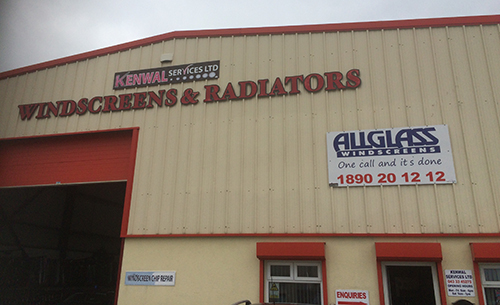 KENWAL SERVICES LTD
WINDSCREENS & RADIATORS
ALLGLASS
WINDSCREENS
One call and it's done
1890 20 12 12
WINDSCREEN CHIP REPAIR
ENQUIRIES
KENWAL
SERVICES LTD